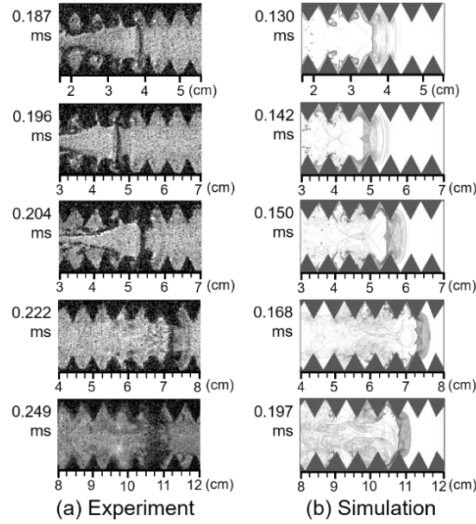 0.187 ms 0.130 ms
2 3 4 5 (cm) 2 3 4 5 (cm)
0.196 ms 0.142 ms
3 4 5 6 7 (cm) 3 4 5 6 7 (cm)
0.204 ms 0.150 ms
3 4 5 6 7 (cm) 3 4 5 6 7 (cm)
0.222 ms 0.168 ms
4 5 6 7 8 (cm) 4 5 6 7 8 (cm)
0.249 ms 0.197 ms
8 9 10 11 12 (cm) 8 9 10 11 12 (cm)
(a) Experiment (b) Simulation